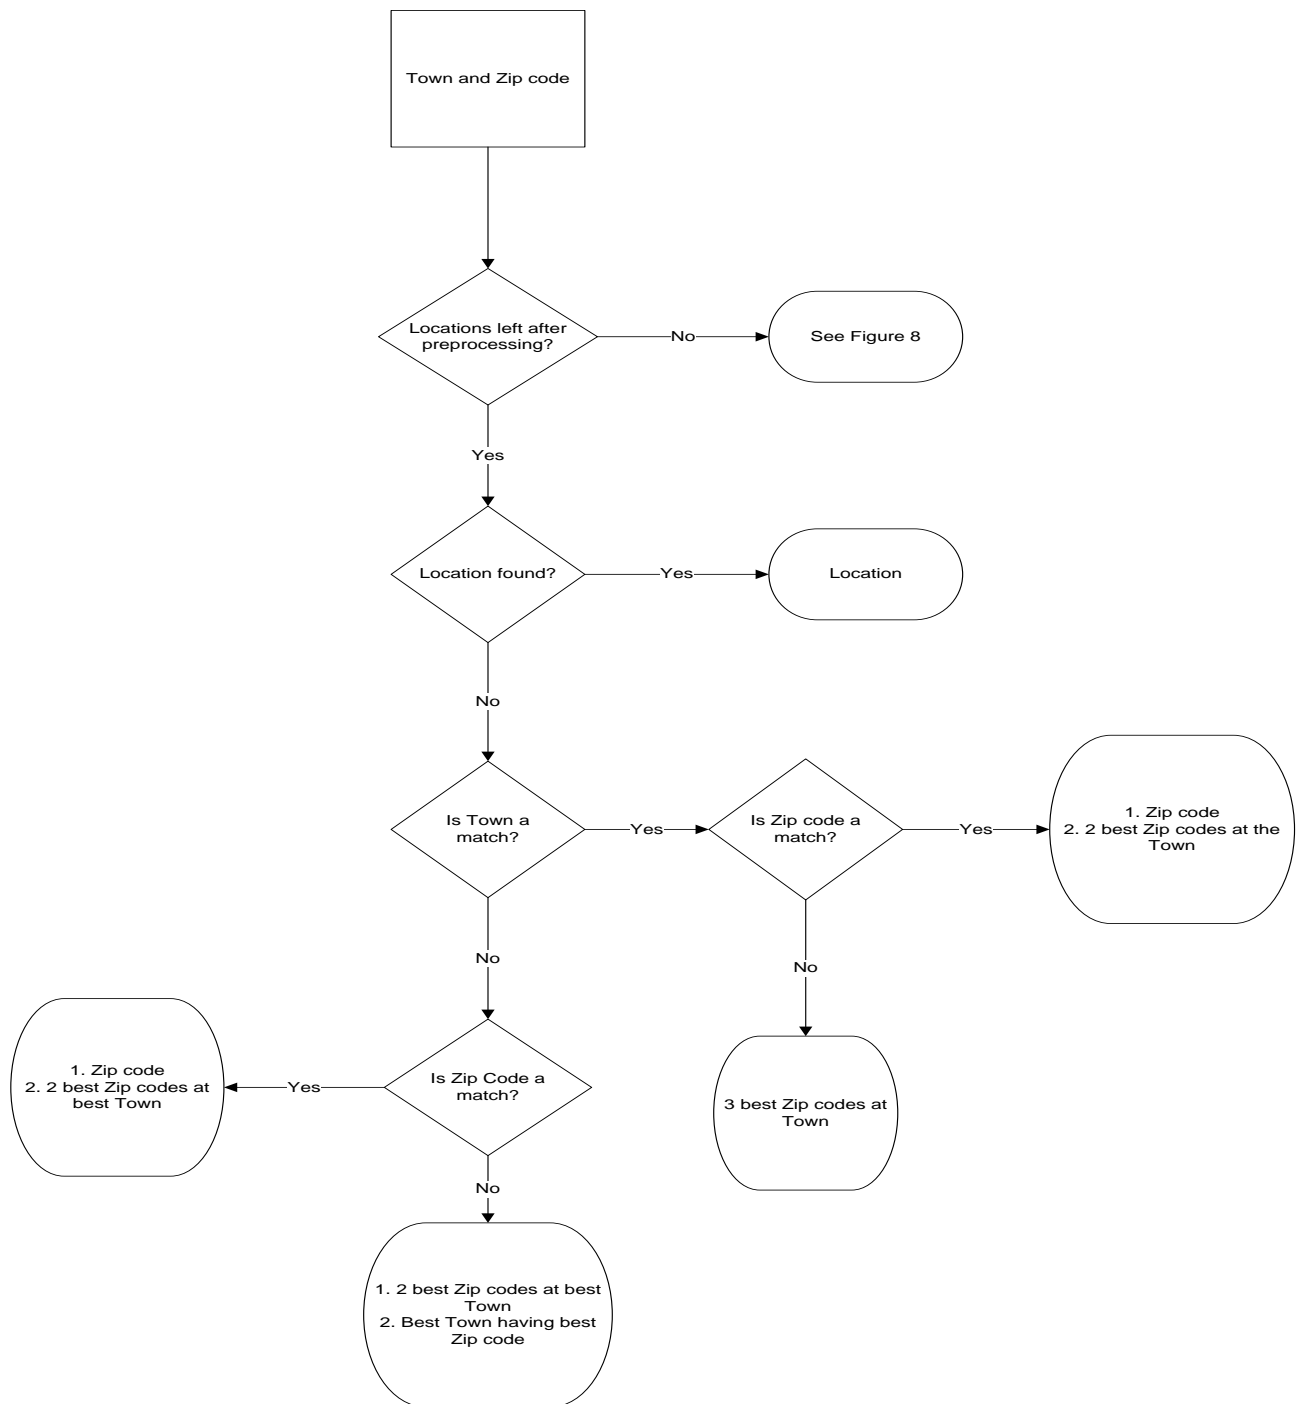 Town and Zip code
Locations left after
preprocessing?
No
See Figure 8
Yes
Location found?
Yes
Location
No
Is Town a
match?
Yes
Is Zip code a
match?
Yes
1. Zip code
2. 2 best Zip codes at the
Town
No
No
1. Zip code
2. 2 best Zip codes at
best Town
Yes
Is Zip Code a
match?
3 best Zip codes at
Town
No
1. 2 best Zip codes at best
Town
2. Best Town having best
Zip code